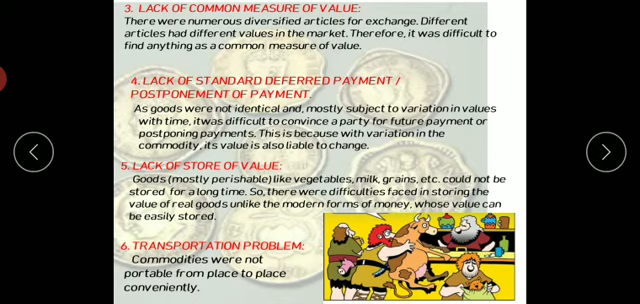 3. LACK OF COMMON MEASURE OF VALUE:
There were numerous diversified articles for exchange. Different
articles had different values in the market. Therefore, it was difficult to
find anything as a common measure of value.
4. LACK OF STANDARD DEFERRED PAYMENT /
POSTPONEMENT OF PAYMENT.
As goods were not identical and, mostly subject to variation in values
with time, itwas difficult to convince a party for future payment or
postponing payments. This is because with variation in the
commodity, its value is also liable to change.
5. LACK OF STORE OF VALUE:
Goods (mostly perishable) like vegetables, milk, grains, etc. could not be
stored for a long time. So, there were difficulties faced in storing the
value of real goods unlike the modern forms of money, whose value can
be easily stored.
6. TRANSPORTATION PROBLEM:
Commodities were not
portable from place to place
conveniently.